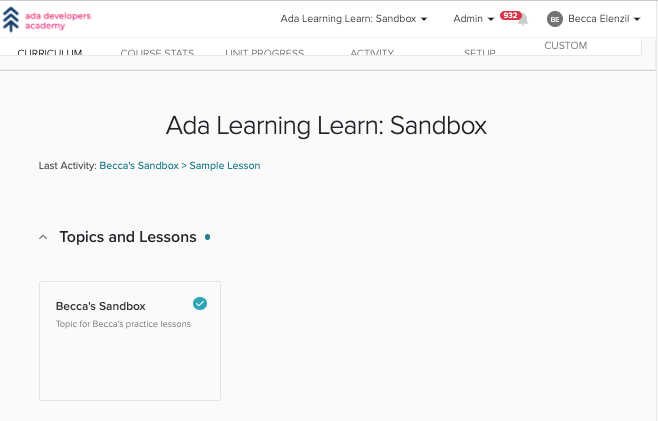 ada developers
academy
Ada Learning Learn: Sandbox
Admin
932
BE
Becca Elenzil
CURRICULUM
COURSE STATS
UNIT PROGRESS
ACTIVITY
SETUP
CUSTOM
Ada Learning Learn: Sandbox
Last Activity: Becca's Sandbox > Sample Lesson
Topics and Lessons
Becca's Sandbox
Topic for Becca's practice lessons